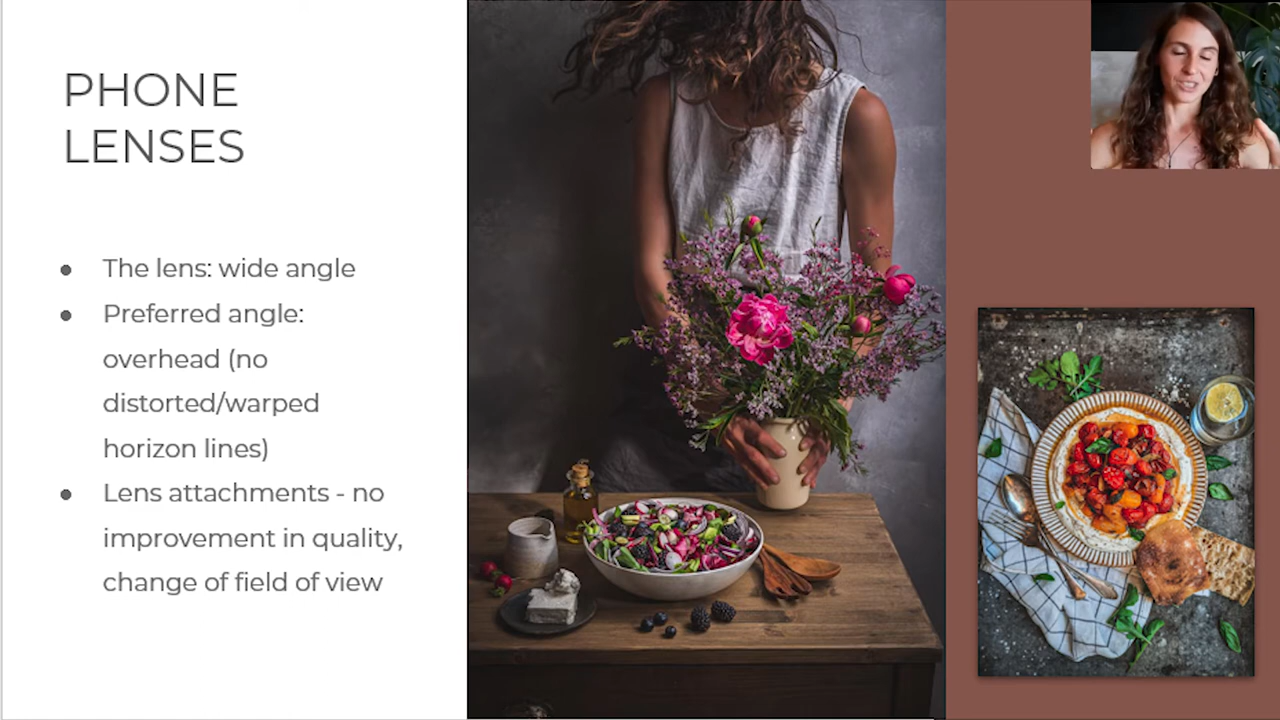 PHONE
LENSES
● The lens: wide angle
● Preferred angle:
overhead (no
distorted/warped
horizon lines)
● Lens attachments - no
improvement in quality,
change of field of view